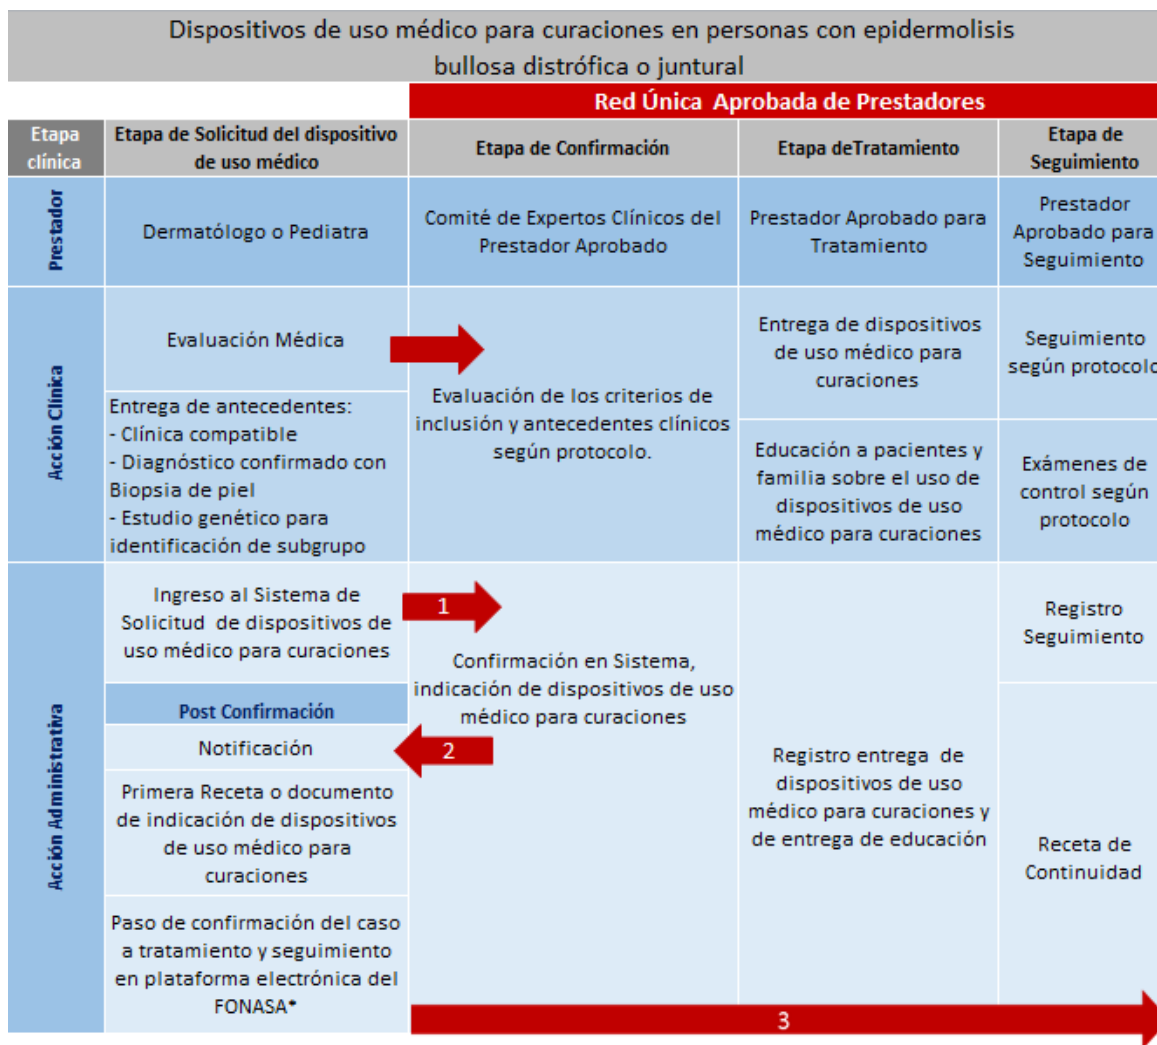 Dispositivos de uso médico para curaciones en personas con epidermolisis
bullosa distrófica o juntural
Red Única Aprobada de Prestadores
Etapa
clínica
Etapa de Solicitud del dispositivo
de uso médico
Etapa de Confirmación
Etapa deTratamiento
Etapa de
Seguimiento
Prestador
Dermatólogo o Pediatra
Comité de Expertos Clínicos del
Prestador Aprobado
Prestador Aprobado para
Tratamiento
Prestador
Aprobado para
Seguimiento
Acción Clínica
Evaluación Médica
Entrega de antecedentes:
- Clínica compatible
- Diagnóstico confirmado con
Biopsia de piel
- Estudio genético para
identificación de subgrupo
Evaluación de los criterios de
inclusión y antecedentes clínicos
según protocolo.
Entrega de dispositivos
de uso médico para
curaciones
Educación a pacientes y
familia sobre el uso de
dispositivos de uso
médico para curaciones
Seguimiento
según protocolo
Exámenes de
control según
protocolo
Acción Administrativa
Ingreso al Sistema de
Solicitud de dispositivos de
uso médico para curaciones
1
Post Confirmación
Notificación
2
Primera Receta o documento
de indicación de dispositivos
de uso médico para
curaciones
Paso de confirmación del caso
a tratamiento y seguimiento
en plataforma electrónica del
FONASA*
Confirmación en Sistema,
indicación de dispositivos de uso
médico para curaciones
Registro entrega de
dispositivos de uso
médico para curaciones y
de entrega de educación
Registro
Seguimiento
Receta de
Continuidad
3